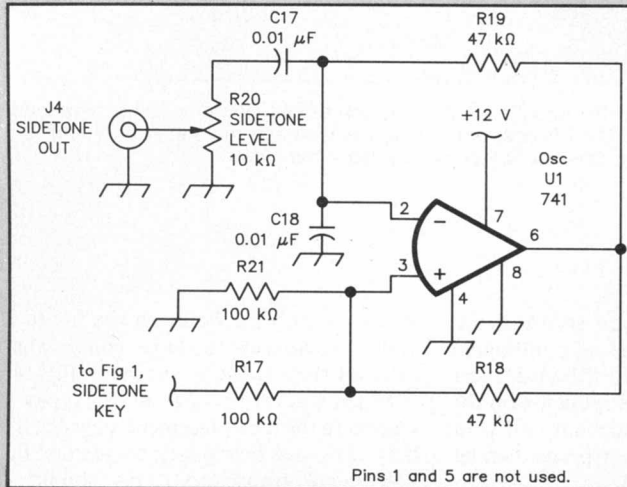 C17
0.01 µF
R19
47 kΩ
J4
SIDETONE
OUT
R20
SIDETONE
LEVEL
10 kΩ
+12 V
Osc
U1
741
C18
0.01 µF
2
−
7
6
3
+
8
4
R21
100 kΩ
to Fig 1,
SIDETONE
KEY
R17
100 kΩ
R18
47 kΩ
Pins 1 and 5 are not used.